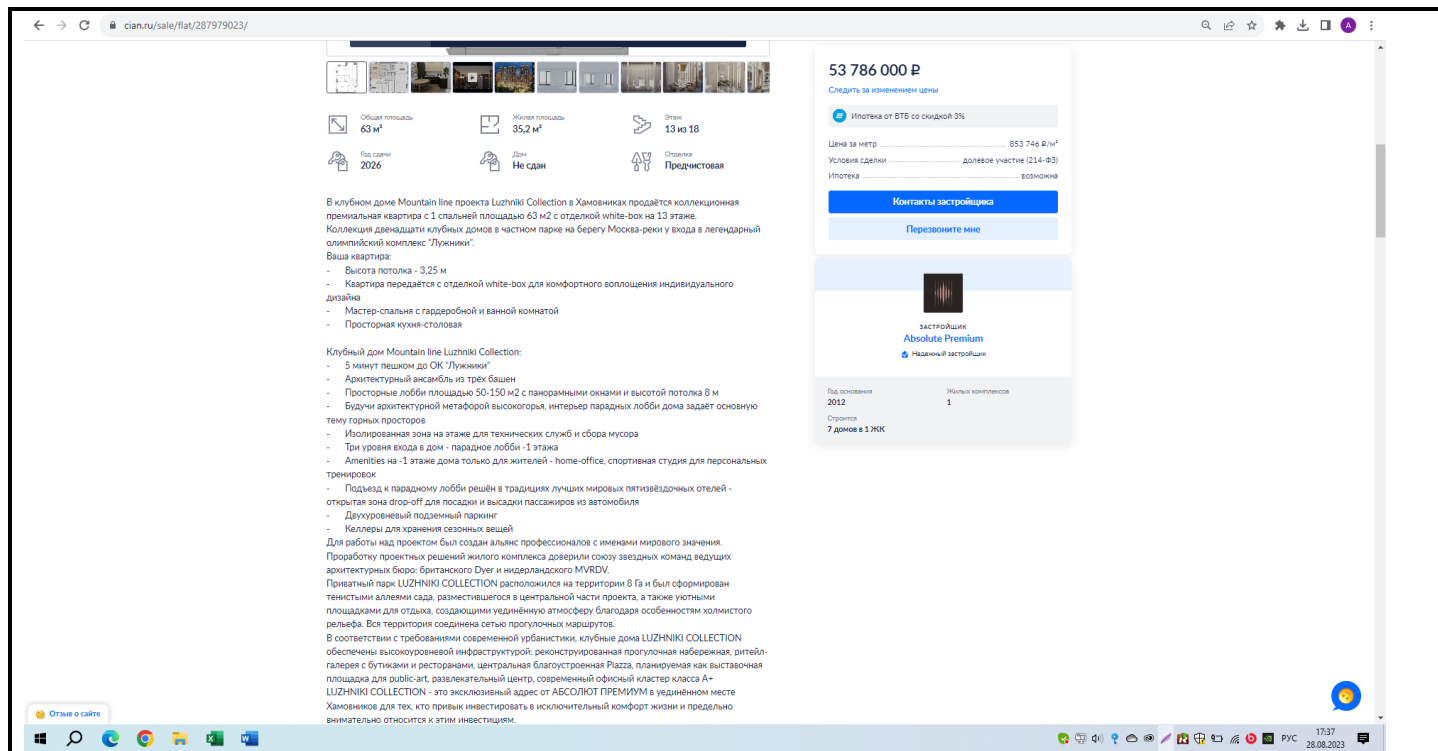 cian.ru/sale/flat/287979023/
A
Общая площадь
63 м²
Жилая площадь
35,2 м²
Этаж
13 из 18
Год сдачи
2026
Дом
Не сдан
Отделка
Предчистовая
В клубном доме Mountain line проекта Luzhniki Collection в Хамовниках продаётся коллекционная
премиальная квартира с 1 спальней площадью 63 м2 с отделкой white-box на 13 этаже.
Коллекция двенадцати клубных домов в частном парке на берегу Москва-реки у входа в легендарный
олимпийский комплекс "Лужники".
Ваша квартира:
- Высота потолка - 3,25 м
- Квартира передаётся с отделкой white-box для комфортного воплощения индивидуального
дизайна
- Мастер-спальня с гардеробной и ванной комнатой
- Просторная кухня-столовая
Клубный дом Mountain line Luzhniki Collection:
- 5 минут пешком до ОК "Лужники"
- Архитектурный ансамбль из трёх башен
- Просторные лобби площадью 50-150 м2 с панорамными окнами и высотой потолка 8 м
- Будучи архитектурной метафорой высокогорья, интерьер парадных лобби дома задаёт основную
тему горных просторов
- Изолированная зона на этаже для технических служб и сбора мусора
- Три уровня входа в дом - парадное лобби -1 этажа
- Amenities на -1 этаже дома только для жителей - home-office, спортивная студия для персональных
тренировок
- Подъезд к парадному лобби решён в традициях лучших мировых пятизвёздочных отелей -
открытая зона drop-off для посадки и высадки пассажиров из автомобиля
- Двухуровневый подземный паркинг
- Келлеры для хранения сезонных вещей
Для работы над проектом был создан альянс профессионалов с именами мирового значения.
Проработку проектных решений жилого комплекса доверили союзу звездных команд ведущих
архитектурных бюро: британского Dyer и нидерландского MVRDV.
Приватный парк LUZHNIKI COLLECTION расположился на территории 8 Га и был сформирован
тенистыми аллеями сада, разместившегося в центральной части проекта, а также уютными
площадками для отдыха, создающими уединённую атмосферу благодаря особенностям холмистого
рельефа. Вся территория соединена сетью прогулочных маршрутов.
В соответствии с требованиями современной урбанистики, клубные дома LUZHNIKI COLLECTION
обеспечены высокоуровневой инфраструктурой: реконструированная прогулочная набережная, ритейл-
галерея с бутиками и ресторанами, центральная благоустроенная Piazza, планируемая как выставочная
площадка для public-art, развлекательный центр, современный офисный кластер класса А+
LUZHNIKI COLLECTION - это эксклюзивный адрес от АБСОЛЮТ ПРЕМИУМ в уединённом месте
Хамовников для тех, кто привык инвестировать в исключительный комфорт жизни и предельно
внимательно относится к этим инвестициям.
53 786 000 ₽
Следить за изменением цены
Ипотека от ВТБ со скидкой 3%
Цена за метр 853 746 ₽/м²
Условия сделки долевое участие (214-ФЗ)
Ипотека возможна
Контакты застройщика
Перезвоните мне
ЗАСТРОЙЩИК
Absolute Premium
Надежный застройщик
Год основания
2012
Жилых комплексов
1
Строится
7 домов в 1 ЖК
Отзыв о сайте
РУС
17:37
28.08.2023